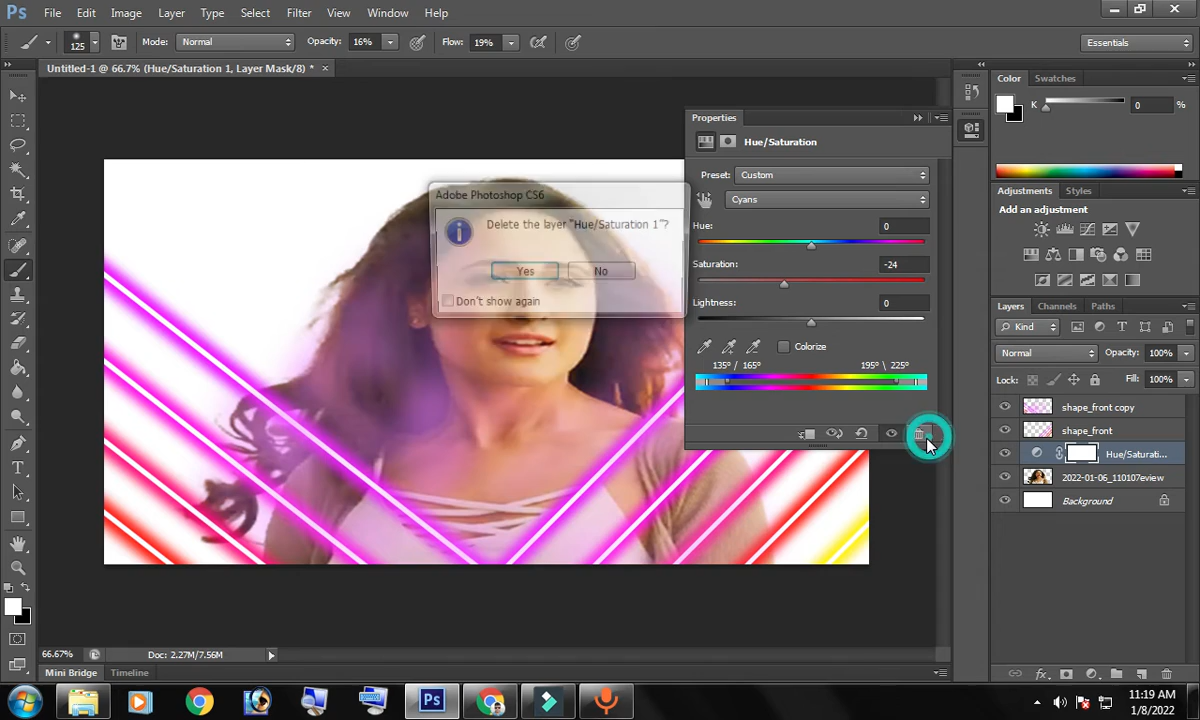 Ps File Edit Image Layer Type Select Filter View Window Help
125 Mode: Normal Opacity: 16% Flow: 19% Essentials
Untitled-1 @ 66.7% (Hue/Saturation 1, Layer Mask/8) * ×
Color Swatches
K 0 %
Properties
Hue/Saturation
Preset: Custom
Cyans
Hue: 0
Saturation: -24
Lightness: 0
Colorize
135° / 165° 195° \ 225°
Adobe Photoshop CS6
Delete the layer "Hue/Saturation 1"?
Yes No
Don't show again
Adjustments Styles
Add an adjustment
Layers Channels Paths
Kind
Normal Opacity: 100%
Lock: Fill: 100%
shape_front copy
shape_front
Hue/Saturati...
2022-01-06_110107eview
Background
66.67% Doc: 2.27M/7.56M
Mini Bridge Timeline
Ps
11:19 AM
1/8/2022